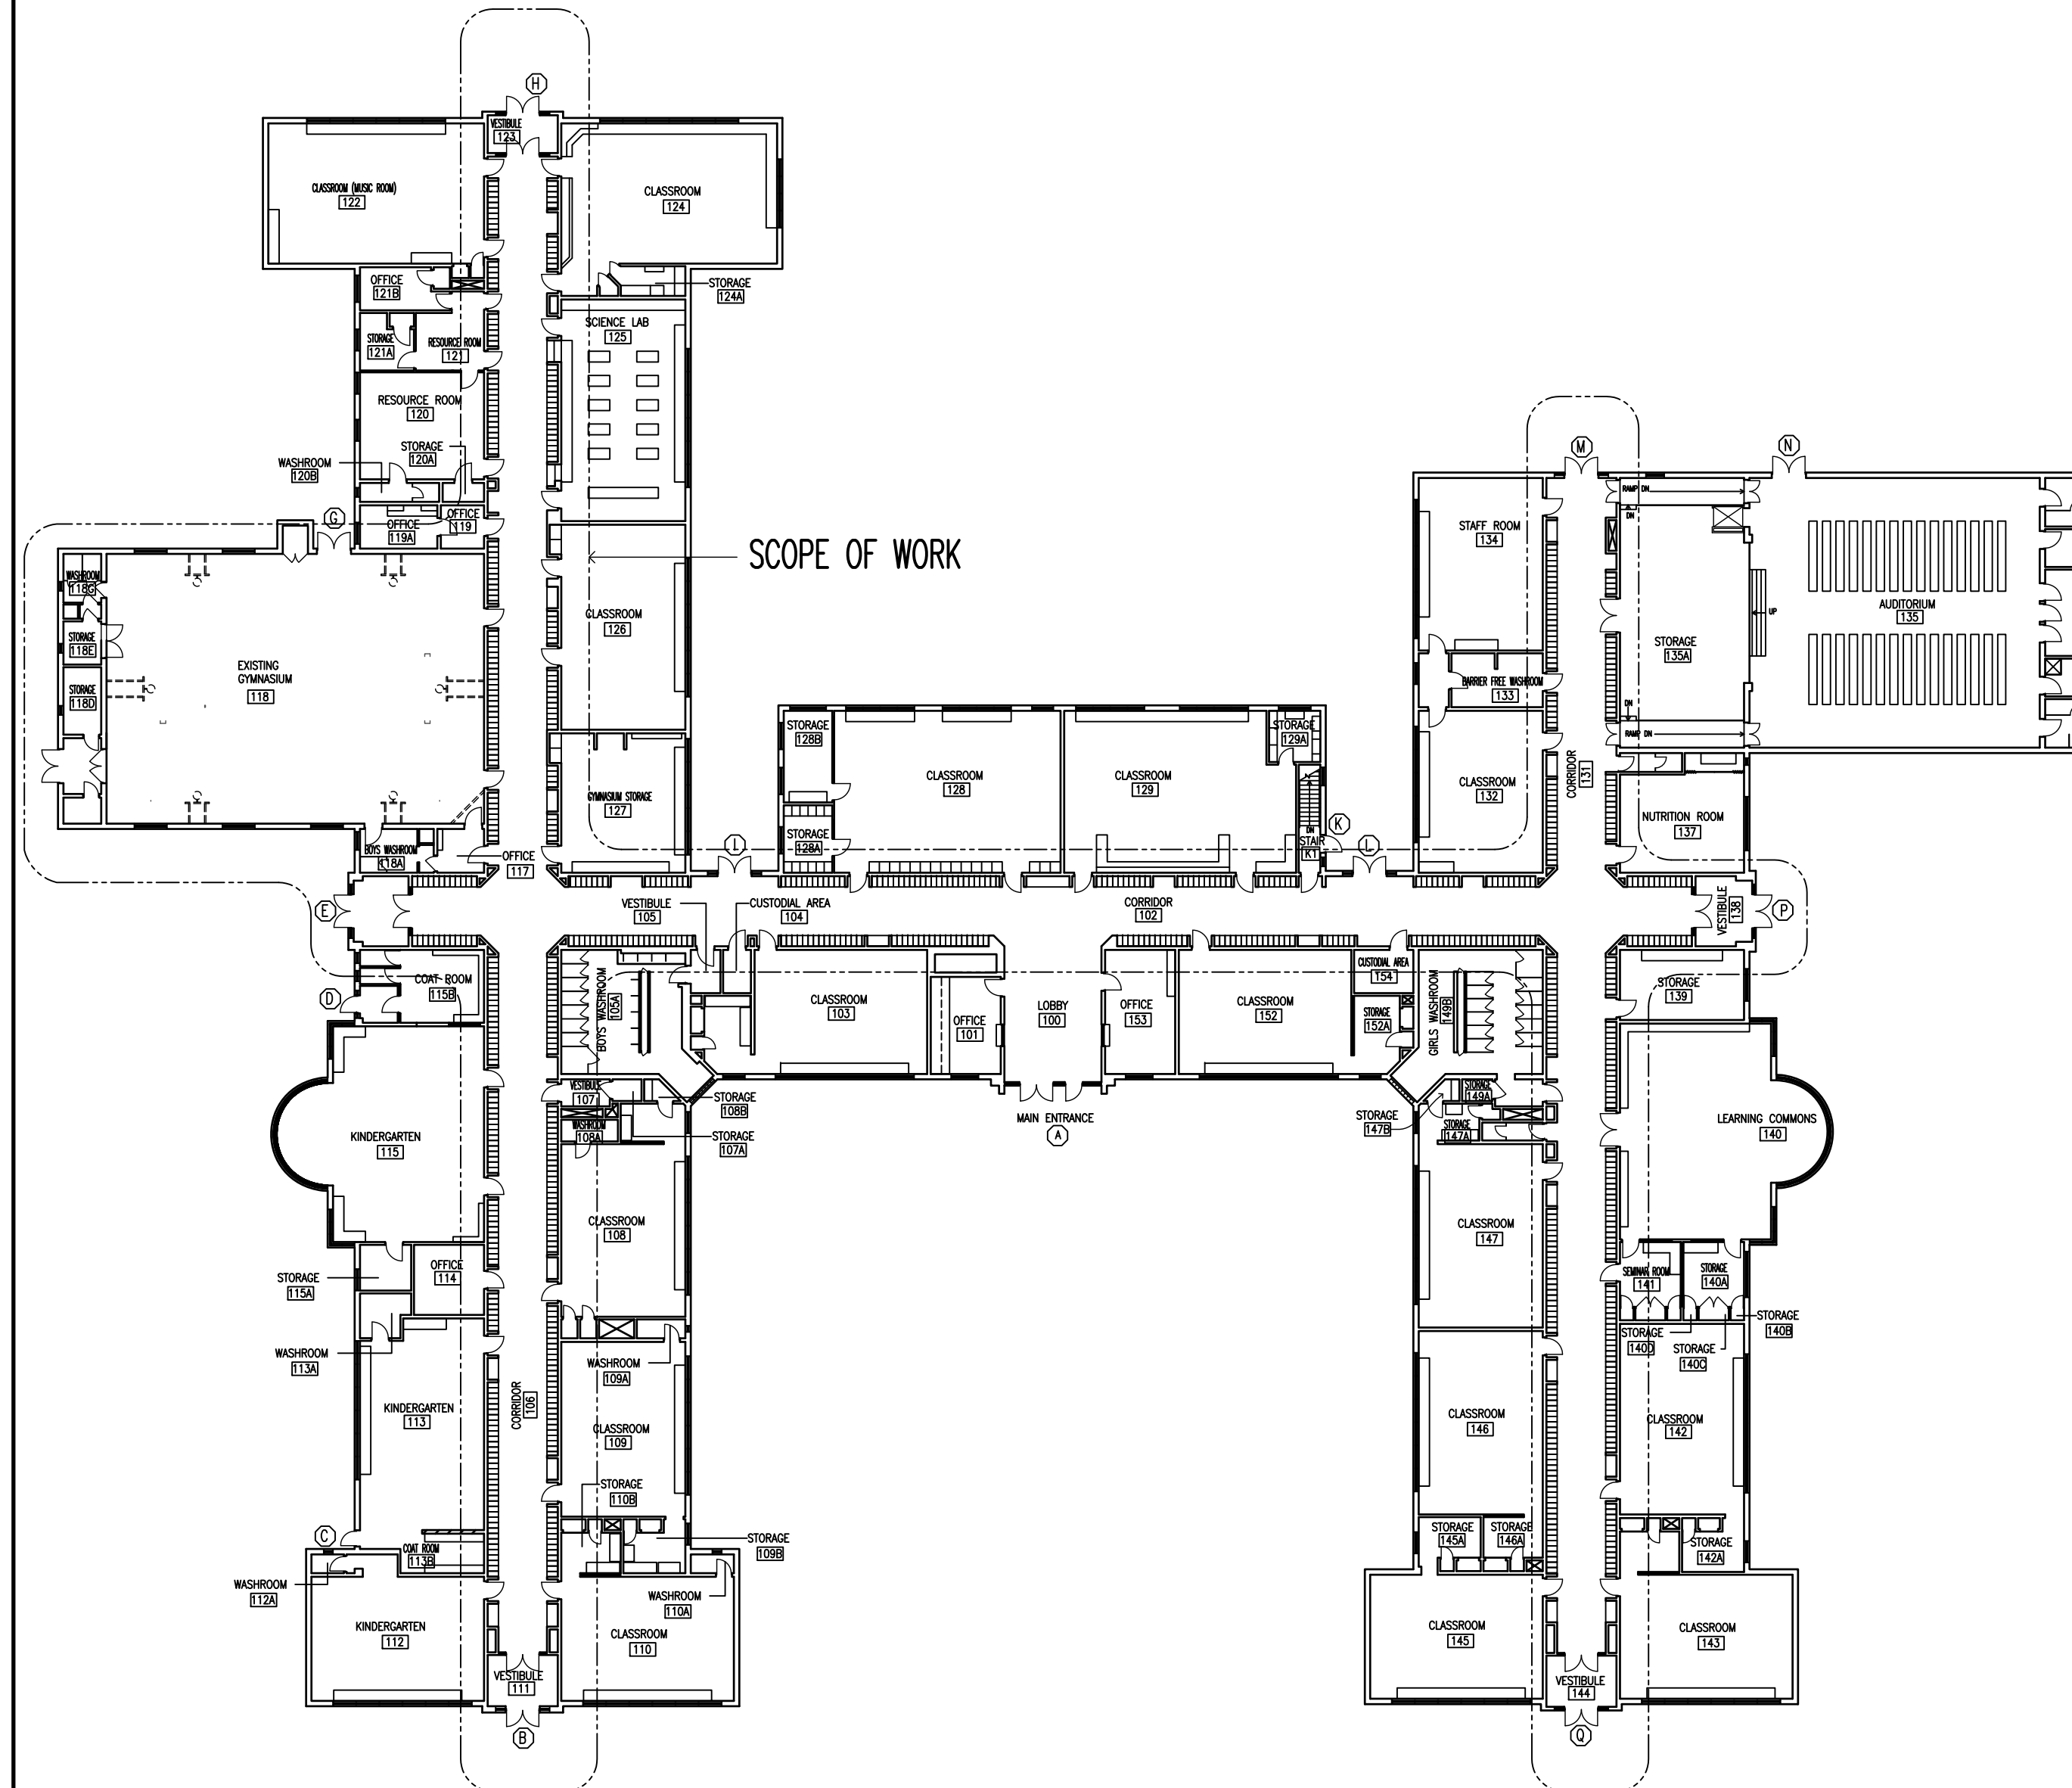 H
VESTIBULE
123
CLASSROOM (MUSIC ROOM)
122
CLASSROOM
124
OFFICE
121B
STORAGE
124A
STORAGE
121A
RESOURCE ROOM
121
SCIENCE LAB
125
RESOURCE ROOM
120
STORAGE
120A
WASHROOM
120B
G
OFFICE
119A
OFFICE
119
SCOPE OF WORK
WASHROOM
118G
STORAGE
118E
STORAGE
118D
EXISTING
GYMNASIUM
118
CLASSROOM
126
GYMNASIUM STORAGE
127
BOYS WASHROOM
118A
OFFICE
117
I
STORAGE
128B
STORAGE
128A
CLASSROOM
128
CLASSROOM
129
STORAGE
129A
DN
STAIR
K1
K
L
M
N
STAFF ROOM
134
BARRIER FREE WASHROOM
133
CLASSROOM
132
CORRIDOR
131
RAMP DN
DN
STORAGE
135A
UP
DN
RAMP DN
AUDITORIUM
135
NUTRITION ROOM
137
VESTIBULE
138
P
E
VESTIBULE
105
CUSTODIAL AREA
104
CORRIDOR
102
D
COAT ROOM
115B
BOYS WASHROOM
105A
CLASSROOM
103
OFFICE
101
LOBBY
100
OFFICE
153
CLASSROOM
152
CUSTODIAL AREA
154
STORAGE
152A
GIRLS WASHROOM
149B
STORAGE
139
KINDERGARTEN
115
VESTIBULE
107
WASHROOM
108A
STORAGE
108B
STORAGE
107A
MAIN ENTRANCE
A
STORAGE
147B
STORAGE
149A
STORAGE
147A
LEARNING COMMONS
140
CLASSROOM
108
CLASSROOM
147
STORAGE
115A
OFFICE
114
SEMINAR ROOM
141
STORAGE
140A
STORAGE
140B
STORAGE
140D
STORAGE
140C
WASHROOM
113A
WASHROOM
109A
KINDERGARTEN
113
CORRIDOR
106
CLASSROOM
109
CLASSROOM
146
CLASSROOM
142
STORAGE
110B
STORAGE
109B
C
COAT ROOM
113B
STORAGE
145A
STORAGE
146A
STORAGE
142A
WASHROOM
112A
WASHROOM
110A
KINDERGARTEN
112
CLASSROOM
110
CLASSROOM
145
CLASSROOM
143
VESTIBULE
111
VESTIBULE
144
B
Q